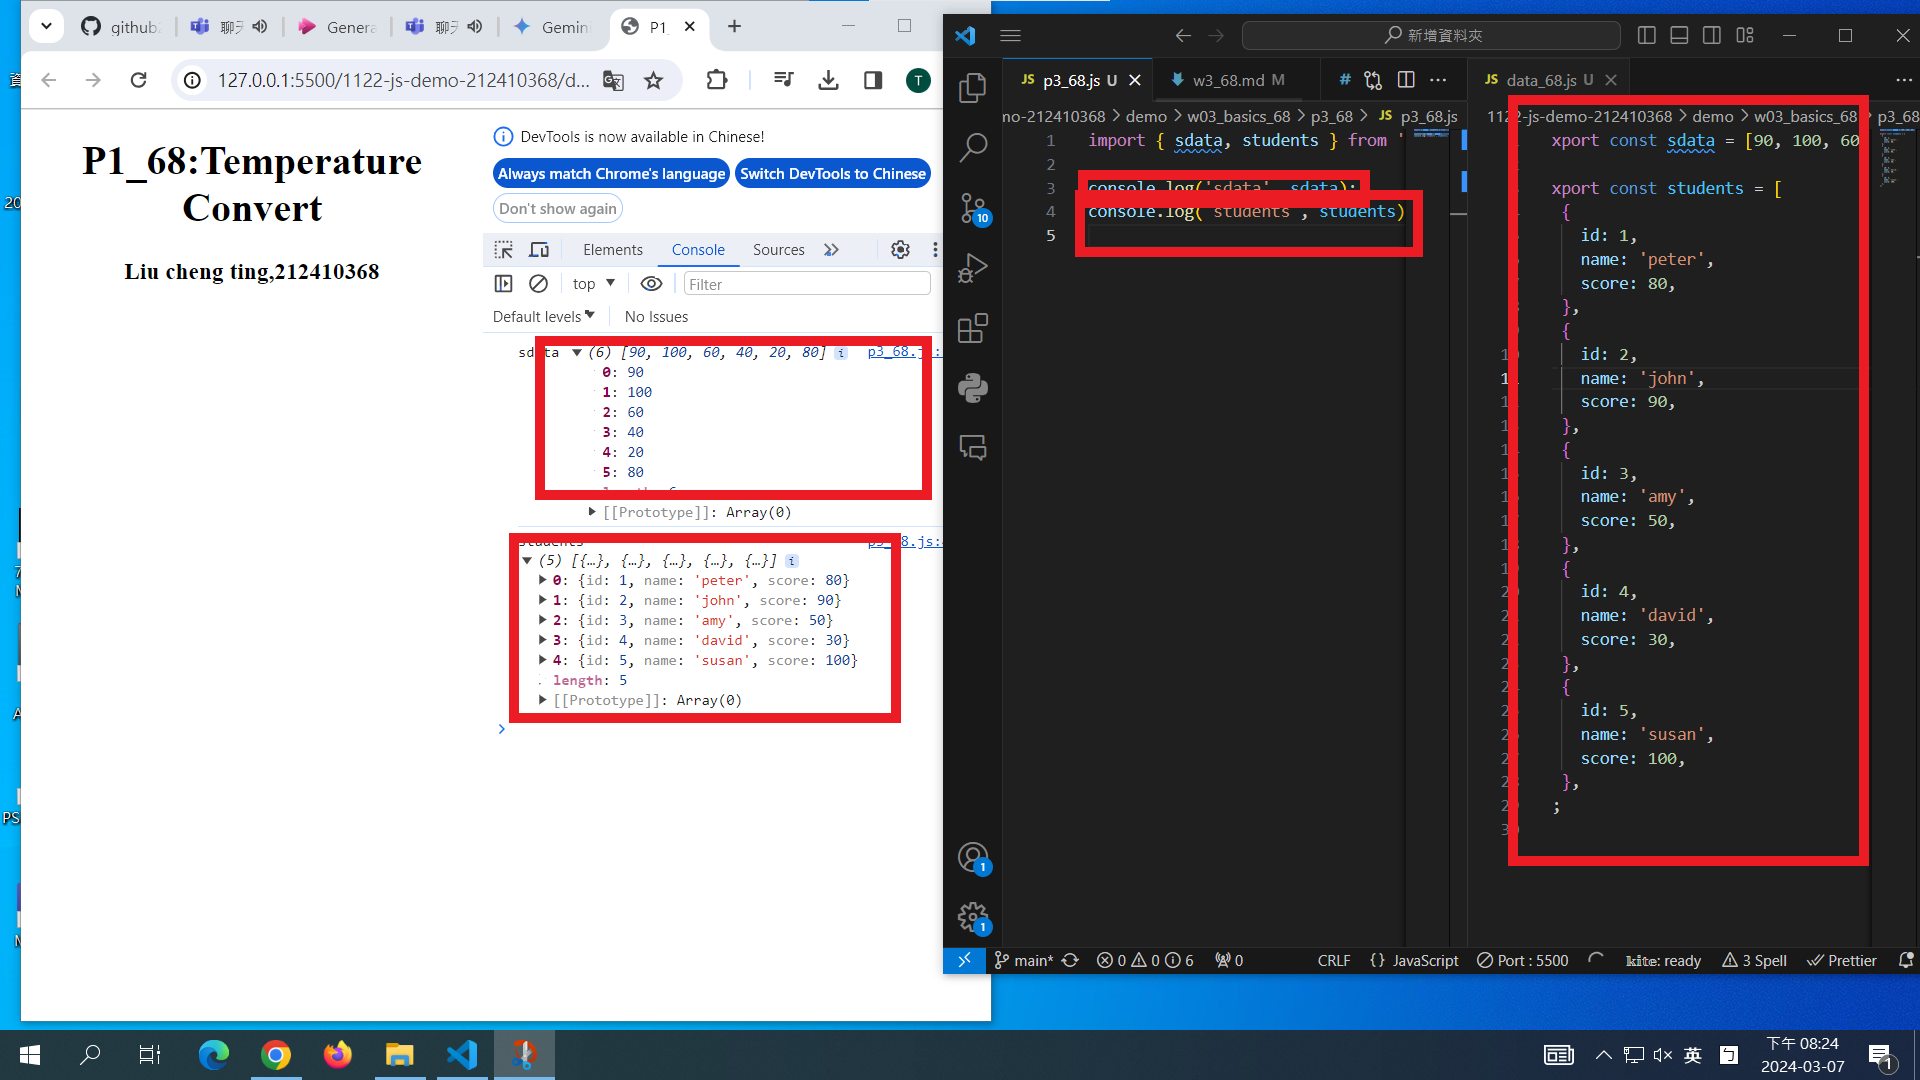 github
聊
Genera
聊
Gemini
P1_
127.0.0.1:5500/1122-js-demo-212410368/d...
T
P1_68:Temperature
Convert
Liu cheng ting,212410368
DevTools is now available in Chinese!
Always match Chrome's language
Switch DevTools to Chinese
Don't show again
Elements
Console
Sources
top
Filter
Default levels
No Issues
(6) [90, 100, 60, 40, 20, 80]
0: 90
1: 100
2: 60
3: 40
4: 20
5: 80
[[Prototype]]: Array(0)
students
(5) [{…}, {…}, {…}, {…}, {…}]
0: {id: 1, name: 'peter', score: 80}
1: {id: 2, name: 'john', score: 90}
2: {id: 3, name: 'amy', score: 50}
3: {id: 4, name: 'david', score: 30}
4: {id: 5, name: 'susan', score: 100}
length: 5
[[Prototype]]: Array(0)
新增資料夾
JS p3_68.js U
w3_68.md M
mo-212410368 > demo > w03_basics_68 > p3_68 > JS p3_68.js
1 import { sdata, students } from '
2
3 console.log('sdata', sdata);
4 console.log('students', students)
5
JS data_68.js U
1122-js-demo-212410368 > demo > w03_basics_68 > p3_68
xport const sdata = [90, 100, 60
xport const students = [
{
id: 1,
name: 'peter',
score: 80,
},
{
id: 2,
name: 'john',
score: 90,
},
{
id: 3,
name: 'amy',
score: 50,
},
{
id: 4,
name: 'david',
score: 30,
},
{
id: 5,
name: 'susan',
score: 100,
},
;
10
1
1
main*
0
0
6
0
CRLF
{ } JavaScript
Port : 5500
kite: ready
3 Spell
Prettier
英
下午 08:24
2024-03-07
1